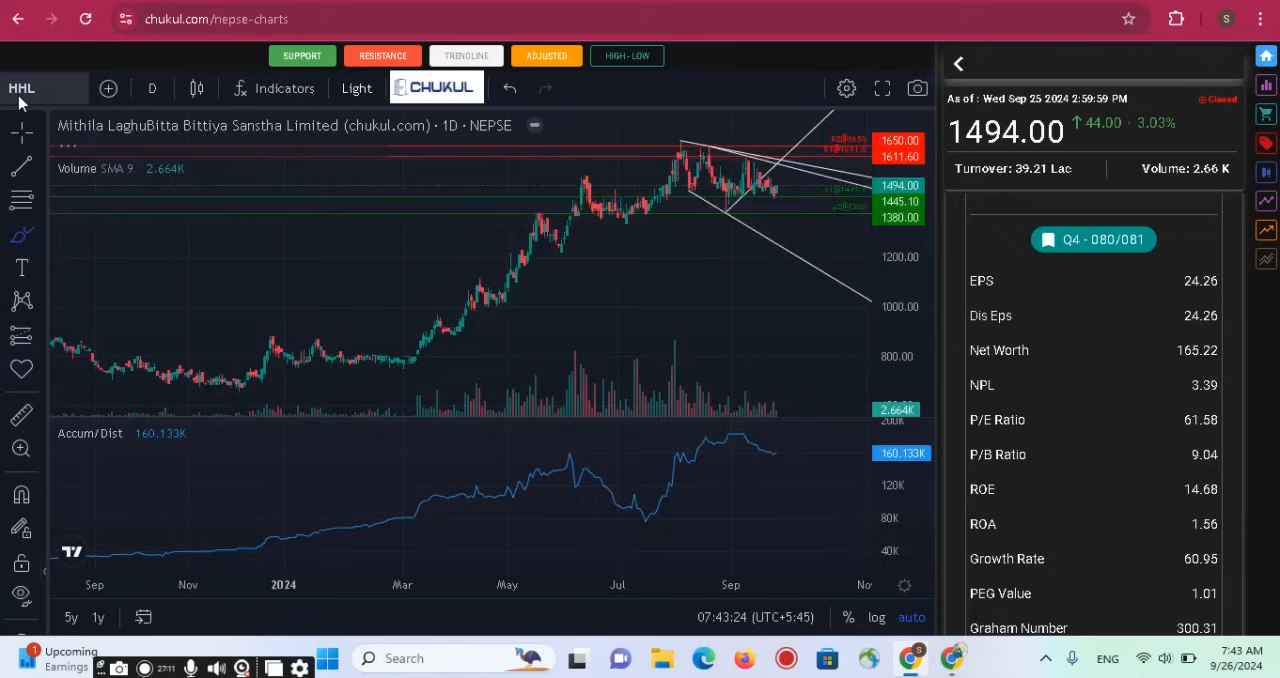 chukul.com/nepse-charts
S
SUPPORT RESISTANCE TRENDLINE ADJUSTED HIGH-LOW
HHL D Indicators Light CHUKUL
Mithila LaghuBitta Bittiya Sanstha Limited (chukul.com) · 1D · NEPSE
Volume SMA 9 2.664K
R2@1650
1650.00
1611.60
1494.00
1445.10
1380.00
1200.00
1000.00
800.00
2.664K
200K
Accum/Dist 160.133K
160.133K
120K
80K
40K
Sep Nov 2024 Mar May Jul Sep Nov
5y 1y 07:43:24 (UTC+5:45) % log auto
As of : Wed Sep 25 2024 2:59:59 PM Closed
1494.00 ↑44.00 3.03%
Turnover: 39.21 Lac Volume: 2.66 K
Q4 - 080/081
EPS 24.26
Dis Eps 24.26
Net Worth 165.22
NPL 3.39
P/E Ratio 61.58
P/B Ratio 9.04
ROE 14.68
ROA 1.56
Growth Rate 60.95
PEG Value 1.01
Graham Number 300.31
1 Upcoming
Earnings
27:11
Search
S
ENG
7:43 AM
9/26/2024